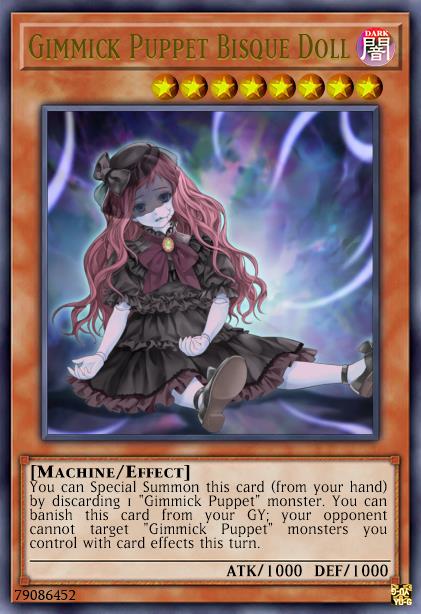 Gimmick Puppet Bisque Doll
DARK
闇
[Machine/Effect]
You can Special Summon this card (from your hand)
by discarding 1 "Gimmick Puppet" monster. You can
banish this card from your GY; your opponent
cannot target "Gimmick Puppet" monsters you
control with card effects this turn.
ATK/1000 DEF/1000
79086452